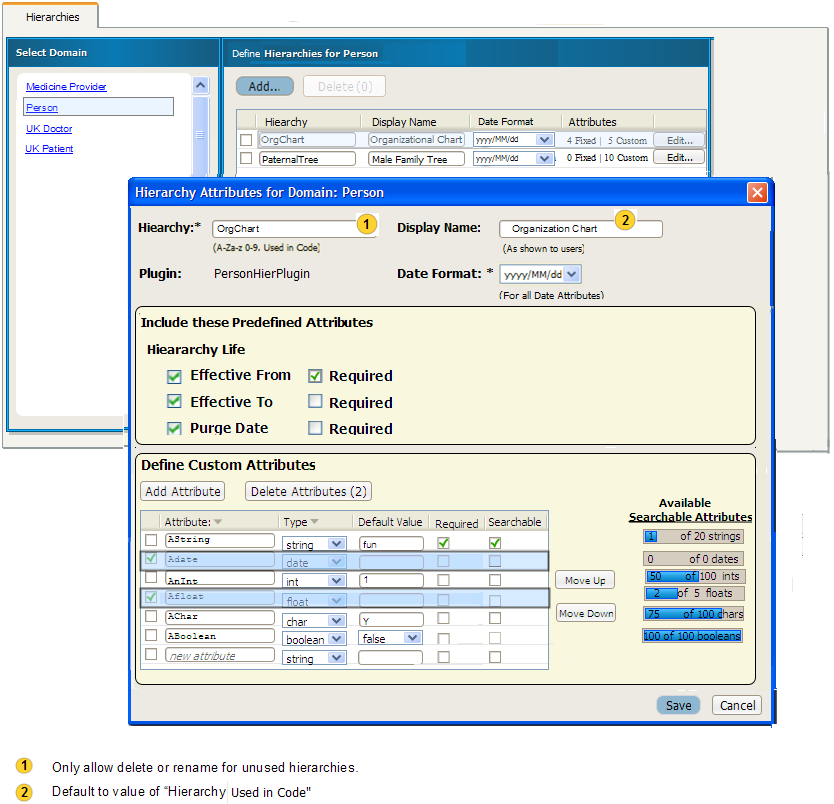 Hierarchies
Select Domain
Define Hierarchies for Person
Medicine Provider
Person
UK Doctor
UK Patient
Add...
Delete (0)
Hiearchy
Display Name
Date Format
Attributes
OrgChart
Organizational Chart
yyyy/MM/dd
4 Fixed | 5 Custom
Edit...
PaternalTree
Male Family Tree
yyyy/MM/dd
0 Fixed | 10 Custom
Edit...
Hierarchy Attributes for Domain: Person
Hiearchy:*
OrgChart
1
Display Name:
Organization Chart
2
(A-Za-z 0-9. Used in Code)
(As shown to users)
Plugin:
PersonHierPlugin
Date Format: *
yyyy/MM/dd
(For all Date Attributes)
Include these Predefined Attributes
Hieararchy Life
Effective From
Required
Effective To
Required
Purge Date
Required
Define Custom Attributes
Add Attribute
Delete Attributes (2)
Attribute:
Type
Default Value
Required
Searchable
AString
string
fun
Adate
date
AnInt
int
1
Afloat
float
AChar
char
Y
ABoolean
boolean
false
new attribute
string
Move Up
Move Down
Available
Searchable Attributes
1 of 20 strings
0 of 0 dates
50 of 100 ints
2 of 5 floats
75 of 100 chars
100 of 100 booleans
Save
Cancel
1 Only allow delete or rename for unused hierarchies.
2 Default to value of “Hierarchy Used in Code"